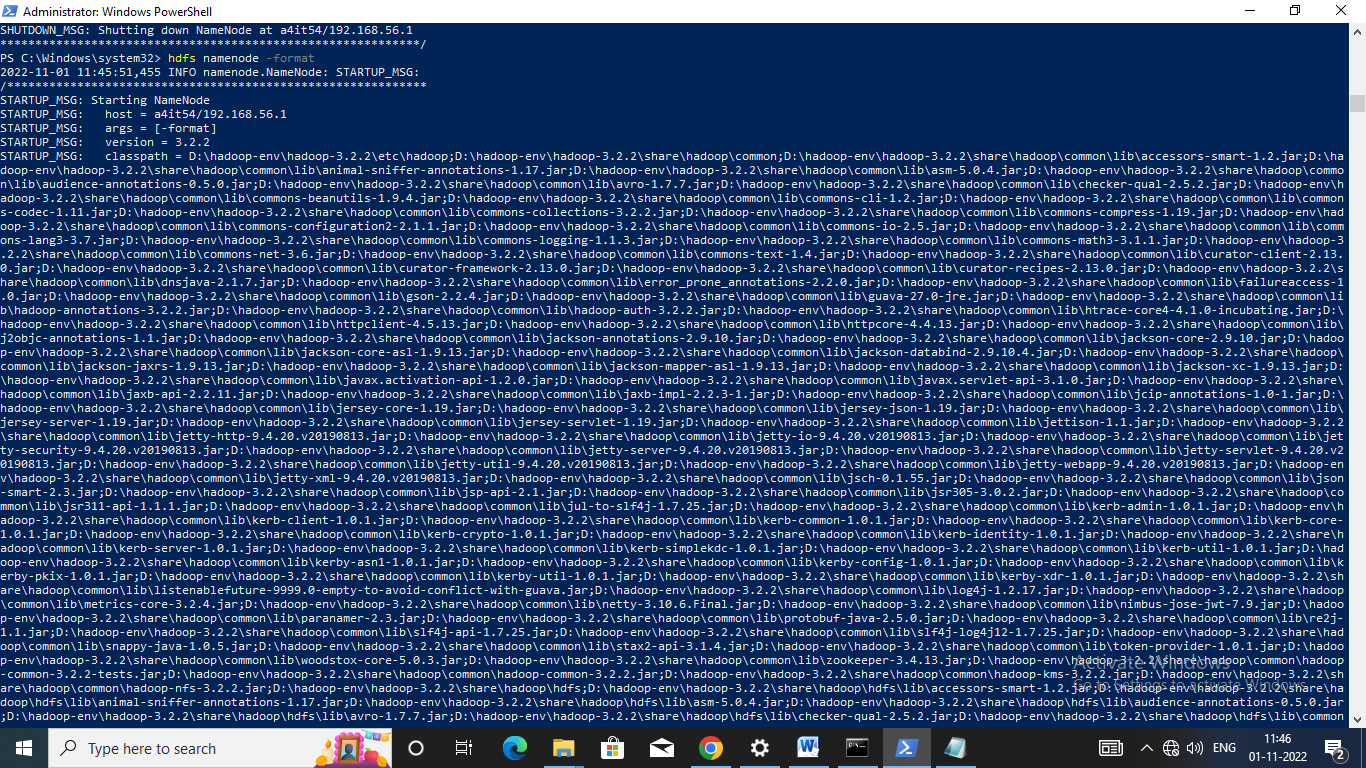 Administrator: Windows PowerShell
SHUTDOWN_MSG: Shutting down NameNode at a4it54/192.168.56.1
************************************************************/
PS C:\Windows\system32> hdfs namenode -format
2022-11-01 11:45:51,455 INFO namenode.NameNode: STARTUP_MSG:
/************************************************************
STARTUP_MSG: Starting NameNode
STARTUP_MSG:   host = a4it54/192.168.56.1
STARTUP_MSG:   args = [-format]
STARTUP_MSG:   version = 3.2.2
STARTUP_MSG:   classpath = D:\hadoop-env\hadoop-3.2.2\etc\hadoop;D:\hadoop-env\hadoop-3.2.2\share\hadoop\common;D:\hadoop-env\hadoop-3.2.2\share\hadoop\common\lib\accessors-smart-1.2.jar;D:\ha
doop-env\hadoop-3.2.2\share\hadoop\common\lib\animal-sniffer-annotations-1.17.jar;D:\hadoop-env\hadoop-3.2.2\share\hadoop\common\lib\asm-5.0.4.jar;D:\hadoop-env\hadoop-3.2.2\share\hadoop\commo
n\lib\audience-annotations-0.5.0.jar;D:\hadoop-env\hadoop-3.2.2\share\hadoop\common\lib\avro-1.7.7.jar;D:\hadoop-env\hadoop-3.2.2\share\hadoop\common\lib\checker-qual-2.5.2.jar;D:\hadoop-env\h
adoop-3.2.2\share\hadoop\common\lib\commons-beanutils-1.9.4.jar;D:\hadoop-env\hadoop-3.2.2\share\hadoop\common\lib\commons-cli-1.2.jar;D:\hadoop-env\hadoop-3.2.2\share\hadoop\common\lib\common
s-codec-1.11.jar;D:\hadoop-env\hadoop-3.2.2\share\hadoop\common\lib\commons-collections-3.2.2.jar;D:\hadoop-env\hadoop-3.2.2\share\hadoop\common\lib\commons-compress-1.19.jar;D:\hadoop-env\had
oop-3.2.2\share\hadoop\common\lib\commons-configuration2-2.1.1.jar;D:\hadoop-env\hadoop-3.2.2\share\hadoop\common\lib\commons-io-2.5.jar;D:\hadoop-env\hadoop-3.2.2\share\hadoop\common\lib\comm
ons-lang3-3.7.jar;D:\hadoop-env\hadoop-3.2.2\share\hadoop\common\lib\commons-logging-1.1.3.jar;D:\hadoop-env\hadoop-3.2.2\share\hadoop\common\lib\commons-math3-3.1.1.jar;D:\hadoop-env\hadoop-3
.2.2\share\hadoop\common\lib\commons-net-3.6.jar;D:\hadoop-env\hadoop-3.2.2\share\hadoop\common\lib\commons-text-1.4.jar;D:\hadoop-env\hadoop-3.2.2\share\hadoop\common\lib\curator-client-2.13.
0.jar;D:\hadoop-env\hadoop-3.2.2\share\hadoop\common\lib\curator-framework-2.13.0.jar;D:\hadoop-env\hadoop-3.2.2\share\hadoop\common\lib\curator-recipes-2.13.0.jar;D:\hadoop-env\hadoop-3.2.2\s
hare\hadoop\common\lib\dnsjava-2.1.7.jar;D:\hadoop-env\hadoop-3.2.2\share\hadoop\common\lib\error_prone_annotations-2.2.0.jar;D:\hadoop-env\hadoop-3.2.2\share\hadoop\common\lib\failureaccess-1
.0.jar;D:\hadoop-env\hadoop-3.2.2\share\hadoop\common\lib\gson-2.2.4.jar;D:\hadoop-env\hadoop-3.2.2\share\hadoop\common\lib\guava-27.0-jre.jar;D:\hadoop-env\hadoop-3.2.2\share\hadoop\common\li
b\hadoop-annotations-3.2.2.jar;D:\hadoop-env\hadoop-3.2.2\share\hadoop\common\lib\hadoop-auth-3.2.2.jar;D:\hadoop-env\hadoop-3.2.2\share\hadoop\common\lib\htrace-core4-4.1.0-incubating.jar;D:\
hadoop-env\hadoop-3.2.2\share\hadoop\common\lib\httpclient-4.5.13.jar;D:\hadoop-env\hadoop-3.2.2\share\hadoop\common\lib\httpcore-4.4.13.jar;D:\hadoop-env\hadoop-3.2.2\share\hadoop\common\lib\
j2objc-annotations-1.1.jar;D:\hadoop-env\hadoop-3.2.2\share\hadoop\common\lib\jackson-annotations-2.9.10.jar;D:\hadoop-env\hadoop-3.2.2\share\hadoop\common\lib\jackson-core-2.9.10.jar;D:\hadoo
p-env\hadoop-3.2.2\share\hadoop\common\lib\jackson-core-asl-1.9.13.jar;D:\hadoop-env\hadoop-3.2.2\share\hadoop\common\lib\jackson-databind-2.9.10.4.jar;D:\hadoop-env\hadoop-3.2.2\share\hadoop\
common\lib\jackson-jaxrs-1.9.13.jar;D:\hadoop-env\hadoop-3.2.2\share\hadoop\common\lib\jackson-mapper-asl-1.9.13.jar;D:\hadoop-env\hadoop-3.2.2\share\hadoop\common\lib\jackson-xc-1.9.13.jar;D:
\hadoop-env\hadoop-3.2.2\share\hadoop\common\lib\javax.activation-api-1.2.0.jar;D:\hadoop-env\hadoop-3.2.2\share\hadoop\common\lib\javax.servlet-api-3.1.0.jar;D:\hadoop-env\hadoop-3.2.2\share\
hadoop\common\lib\jaxb-api-2.2.11.jar;D:\hadoop-env\hadoop-3.2.2\share\hadoop\common\lib\jaxb-impl-2.2.3-1.jar;D:\hadoop-env\hadoop-3.2.2\share\hadoop\common\lib\jcip-annotations-1.0-1.jar;D:\
hadoop-env\hadoop-3.2.2\share\hadoop\common\lib\jersey-core-1.19.jar;D:\hadoop-env\hadoop-3.2.2\share\hadoop\common\lib\jersey-json-1.19.jar;D:\hadoop-env\hadoop-3.2.2\share\hadoop\common\lib\
jersey-server-1.19.jar;D:\hadoop-env\hadoop-3.2.2\share\hadoop\common\lib\jersey-servlet-1.19.jar;D:\hadoop-env\hadoop-3.2.2\share\hadoop\common\lib\jettison-1.1.jar;D:\hadoop-env\hadoop-3.2.2
\share\hadoop\common\lib\jetty-http-9.4.20.v20190813.jar;D:\hadoop-env\hadoop-3.2.2\share\hadoop\common\lib\jetty-io-9.4.20.v20190813.jar;D:\hadoop-env\hadoop-3.2.2\share\hadoop\common\lib\jet
ty-security-9.4.20.v20190813.jar;D:\hadoop-env\hadoop-3.2.2\share\hadoop\common\lib\jetty-server-9.4.20.v20190813.jar;D:\hadoop-env\hadoop-3.2.2\share\hadoop\common\lib\jetty-servlet-9.4.20.v2
0190813.jar;D:\hadoop-env\hadoop-3.2.2\share\hadoop\common\lib\jetty-util-9.4.20.v20190813.jar;D:\hadoop-env\hadoop-3.2.2\share\hadoop\common\lib\jetty-webapp-9.4.20.v20190813.jar;D:\hadoop-en
v\hadoop-3.2.2\share\hadoop\common\lib\jetty-xml-9.4.20.v20190813.jar;D:\hadoop-env\hadoop-3.2.2\share\hadoop\common\lib\jsch-0.1.55.jar;D:\hadoop-env\hadoop-3.2.2\share\hadoop\common\lib\json
-smart-2.3.jar;D:\hadoop-env\hadoop-3.2.2\share\hadoop\common\lib\jsp-api-2.1.jar;D:\hadoop-env\hadoop-3.2.2\share\hadoop\common\lib\jsr305-3.0.2.jar;D:\hadoop-env\hadoop-3.2.2\share\hadoop\co
mmon\lib\jsr311-api-1.1.1.jar;D:\hadoop-env\hadoop-3.2.2\share\hadoop\common\lib\jul-to-slf4j-1.7.25.jar;D:\hadoop-env\hadoop-3.2.2\share\hadoop\common\lib\kerb-admin-1.0.1.jar;D:\hadoop-env\h
adoop-3.2.2\share\hadoop\common\lib\kerb-client-1.0.1.jar;D:\hadoop-env\hadoop-3.2.2\share\hadoop\common\lib\kerb-common-1.0.1.jar;D:\hadoop-env\hadoop-3.2.2\share\hadoop\common\lib\kerb-core-
1.0.1.jar;D:\hadoop-env\hadoop-3.2.2\share\hadoop\common\lib\kerb-crypto-1.0.1.jar;D:\hadoop-env\hadoop-3.2.2\share\hadoop\common\lib\kerb-identity-1.0.1.jar;D:\hadoop-env\hadoop-3.2.2\share\h
adoop\common\lib\kerb-server-1.0.1.jar;D:\hadoop-env\hadoop-3.2.2\share\hadoop\common\lib\kerb-simplekdc-1.0.1.jar;D:\hadoop-env\hadoop-3.2.2\share\hadoop\common\lib\kerb-util-1.0.1.jar;D:\had
oop-env\hadoop-3.2.2\share\hadoop\common\lib\kerby-asn1-1.0.1.jar;D:\hadoop-env\hadoop-3.2.2\share\hadoop\common\lib\kerby-config-1.0.1.jar;D:\hadoop-env\hadoop-3.2.2\share\hadoop\common\lib\k
erby-pkix-1.0.1.jar;D:\hadoop-env\hadoop-3.2.2\share\hadoop\common\lib\kerby-util-1.0.1.jar;D:\hadoop-env\hadoop-3.2.2\share\hadoop\common\lib\kerby-xdr-1.0.1.jar;D:\hadoop-env\hadoop-3.2.2\sh
are\hadoop\common\lib\listenablefuture-9999.0-empty-to-avoid-conflict-with-guava.jar;D:\hadoop-env\hadoop-3.2.2\share\hadoop\common\lib\log4j-1.2.17.jar;D:\hadoop-env\hadoop-3.2.2\share\hadoop
\common\lib\metrics-core-3.2.4.jar;D:\hadoop-env\hadoop-3.2.2\share\hadoop\common\lib\netty-3.10.6.Final.jar;D:\hadoop-env\hadoop-3.2.2\share\hadoop\common\lib\nimbus-jose-jwt-7.9.jar;D:\hadoo
p-env\hadoop-3.2.2\share\hadoop\common\lib\paranamer-2.3.jar;D:\hadoop-env\hadoop-3.2.2\share\hadoop\common\lib\protobuf-java-2.5.0.jar;D:\hadoop-env\hadoop-3.2.2\share\hadoop\common\lib\re2j-
1.1.jar;D:\hadoop-env\hadoop-3.2.2\share\hadoop\common\lib\slf4j-api-1.7.25.jar;D:\hadoop-env\hadoop-3.2.2\share\hadoop\common\lib\slf4j-log4j12-1.7.25.jar;D:\hadoop-env\hadoop-3.2.2\share\had
oop\common\lib\snappy-java-1.0.5.jar;D:\hadoop-env\hadoop-3.2.2\share\hadoop\common\lib\stax2-api-3.1.4.jar;D:\hadoop-env\hadoop-3.2.2\share\hadoop\common\lib\token-provider-1.0.1.jar;D:\hadoo
p-env\hadoop-3.2.2\share\hadoop\common\lib\woodstox-core-5.0.3.jar;D:\hadoop-env\hadoop-3.2.2\share\hadoop\common\lib\zookeeper-3.4.13.jar;D:\hadoop-env\hadoop-3.2.2\share\hadoop\common\hadoop
-common-3.2.2-tests.jar;D:\hadoop-env\hadoop-3.2.2\share\hadoop\common\hadoop-common-3.2.2.jar;D:\hadoop-env\hadoop-3.2.2\share\hadoop\common\hadoop-kms-3.2.2.jar;D:\hadoop-env\hadoop-3.2.2\sh
are\hadoop\common\hadoop-nfs-3.2.2.jar;D:\hadoop-env\hadoop-3.2.2\share\hadoop\hdfs;D:\hadoop-env\hadoop-3.2.2\share\hadoop\hdfs\lib\accessors-smart-1.2.jar;D:\hadoop-env\hadoop-3.2.2\share\ha
doop\hdfs\lib\animal-sniffer-annotations-1.17.jar;D:\hadoop-env\hadoop-3.2.2\share\hadoop\hdfs\lib\asm-5.0.4.jar;D:\hadoop-env\hadoop-3.2.2\share\hadoop\hdfs\lib\audience-annotations-0.5.0.jar
;D:\hadoop-env\hadoop-3.2.2\share\hadoop\hdfs\lib\avro-1.7.7.jar;D:\hadoop-env\hadoop-3.2.2\share\hadoop\hdfs\lib\checker-qual-2.5.2.jar;D:\hadoop-env\hadoop-3.2.2\share\hadoop\hdfs\lib\common
Activate Windows
Go to Settings to activate Windows.
Type here to search
ENG
11:46
01-11-2022
2